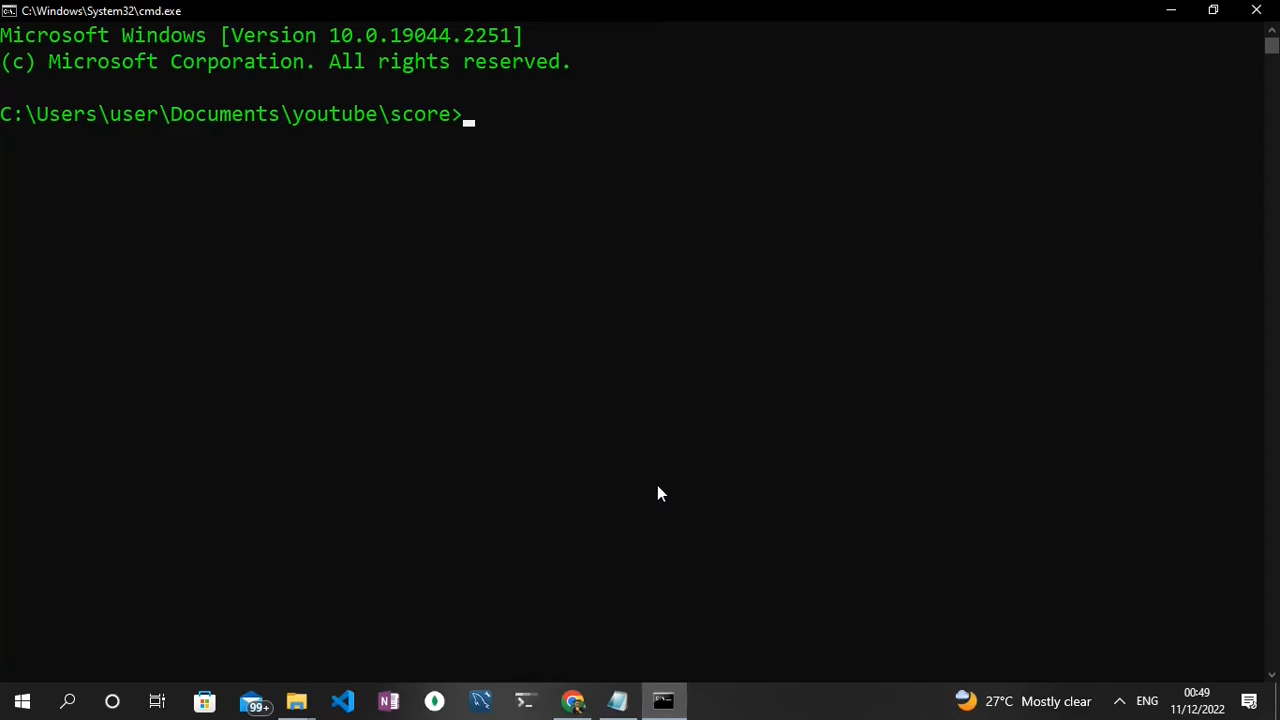 C:\Windows\System32\cmd.exe
Microsoft Windows [Version 10.0.19044.2251]
(c) Microsoft Corporation. All rights reserved.
C:\Users\user\Documents\youtube\score>
99+
N
27°C Mostly clear
ENG
00:49
11/12/2022